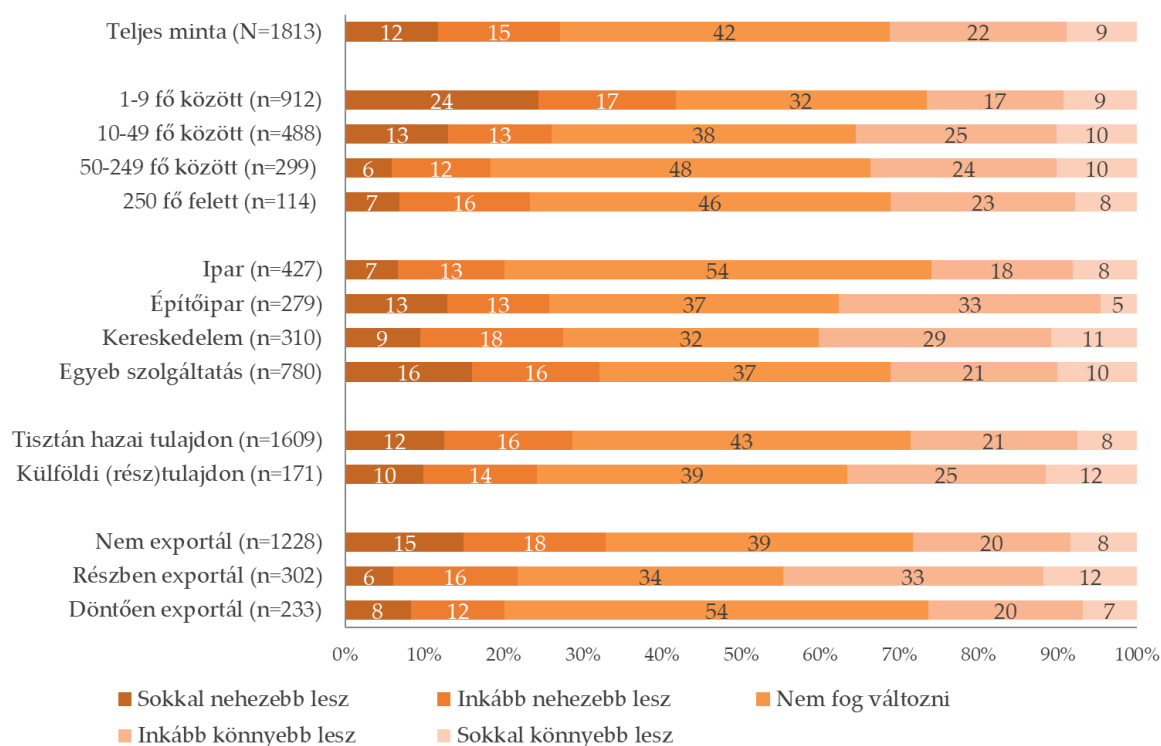 Teljes minta (N=1813) 12 15 42 22 9
1-9 fő között (n=912) 24 17 32 17 9
10-49 fő között (n=488) 13 13 38 25 10
50-249 fő között (n=299) 6 12 48 24 10
250 fő felett (n=114) 7 16 46 23 8
Ipar (n=427) 7 13 54 18 8
Építőipar (n=279) 13 13 37 33 5
Kereskedelem (n=310) 9 18 32 29 11
Egyeb szolgáltatás (n=780) 16 16 37 21 10
Tisztán hazai tulajdon (n=1609) 12 16 43 21 8
Külföldi (rész)tulajdon (n=171) 10 14 39 25 12
Nem exportál (n=1228) 15 18 39 20 8
Részben exportál (n=302) 6 16 34 33 12
Döntően exportál (n=233) 8 12 54 20 7
0% 10% 20% 30% 40% 50% 60% 70% 80% 90% 100%
Sokkal nehezebb lesz Inkább nehezebb lesz Nem fog változni
Inkább könnyebb lesz Sokkal könnyebb lesz